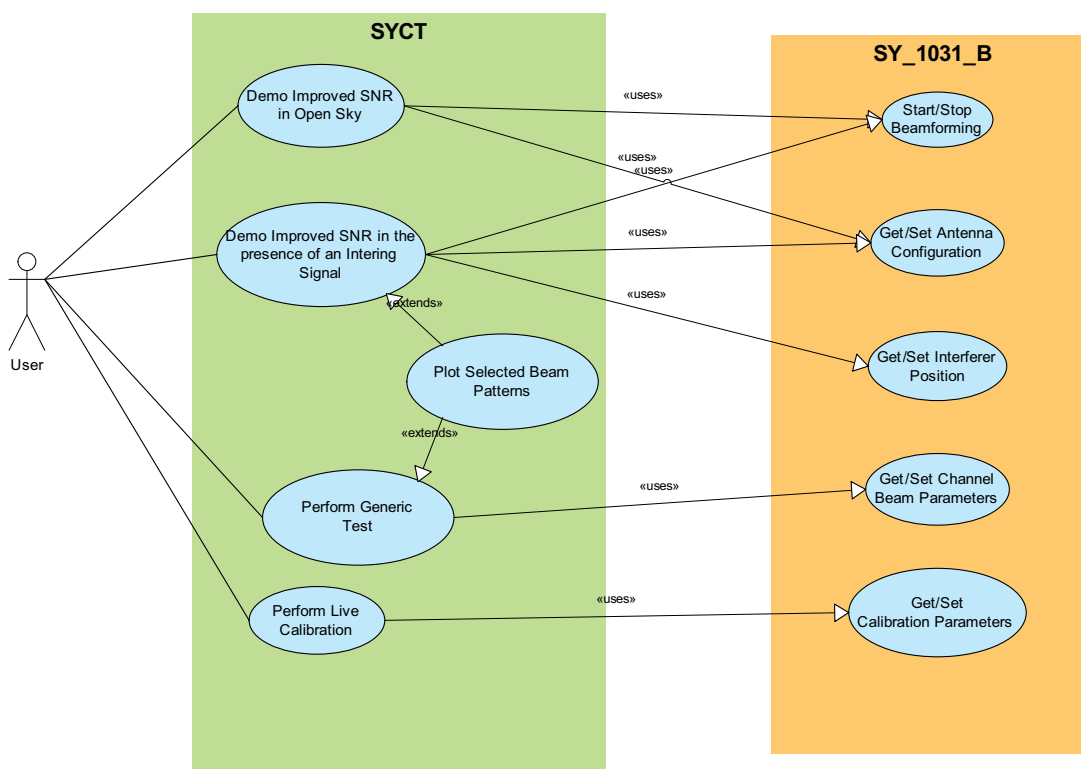 SYCT
SY_1031_B
Demo Improved SNR
in Open Sky
«uses»
Start/Stop
Beamforming
«uses»
«uses»
Demo Improved SNR in the
presence of an Intering
Signal
«uses»
Get/Set Antenna
Configuration
«extends»
«uses»
User
Plot Selected Beam
Patterns
Get/Set Interferer
Position
«extends»
Perform Generic
Test
«uses»
Get/Set Channel
Beam Parameters
Perform Live
Calibration
«uses»
Get/Set
Calibration Parameters